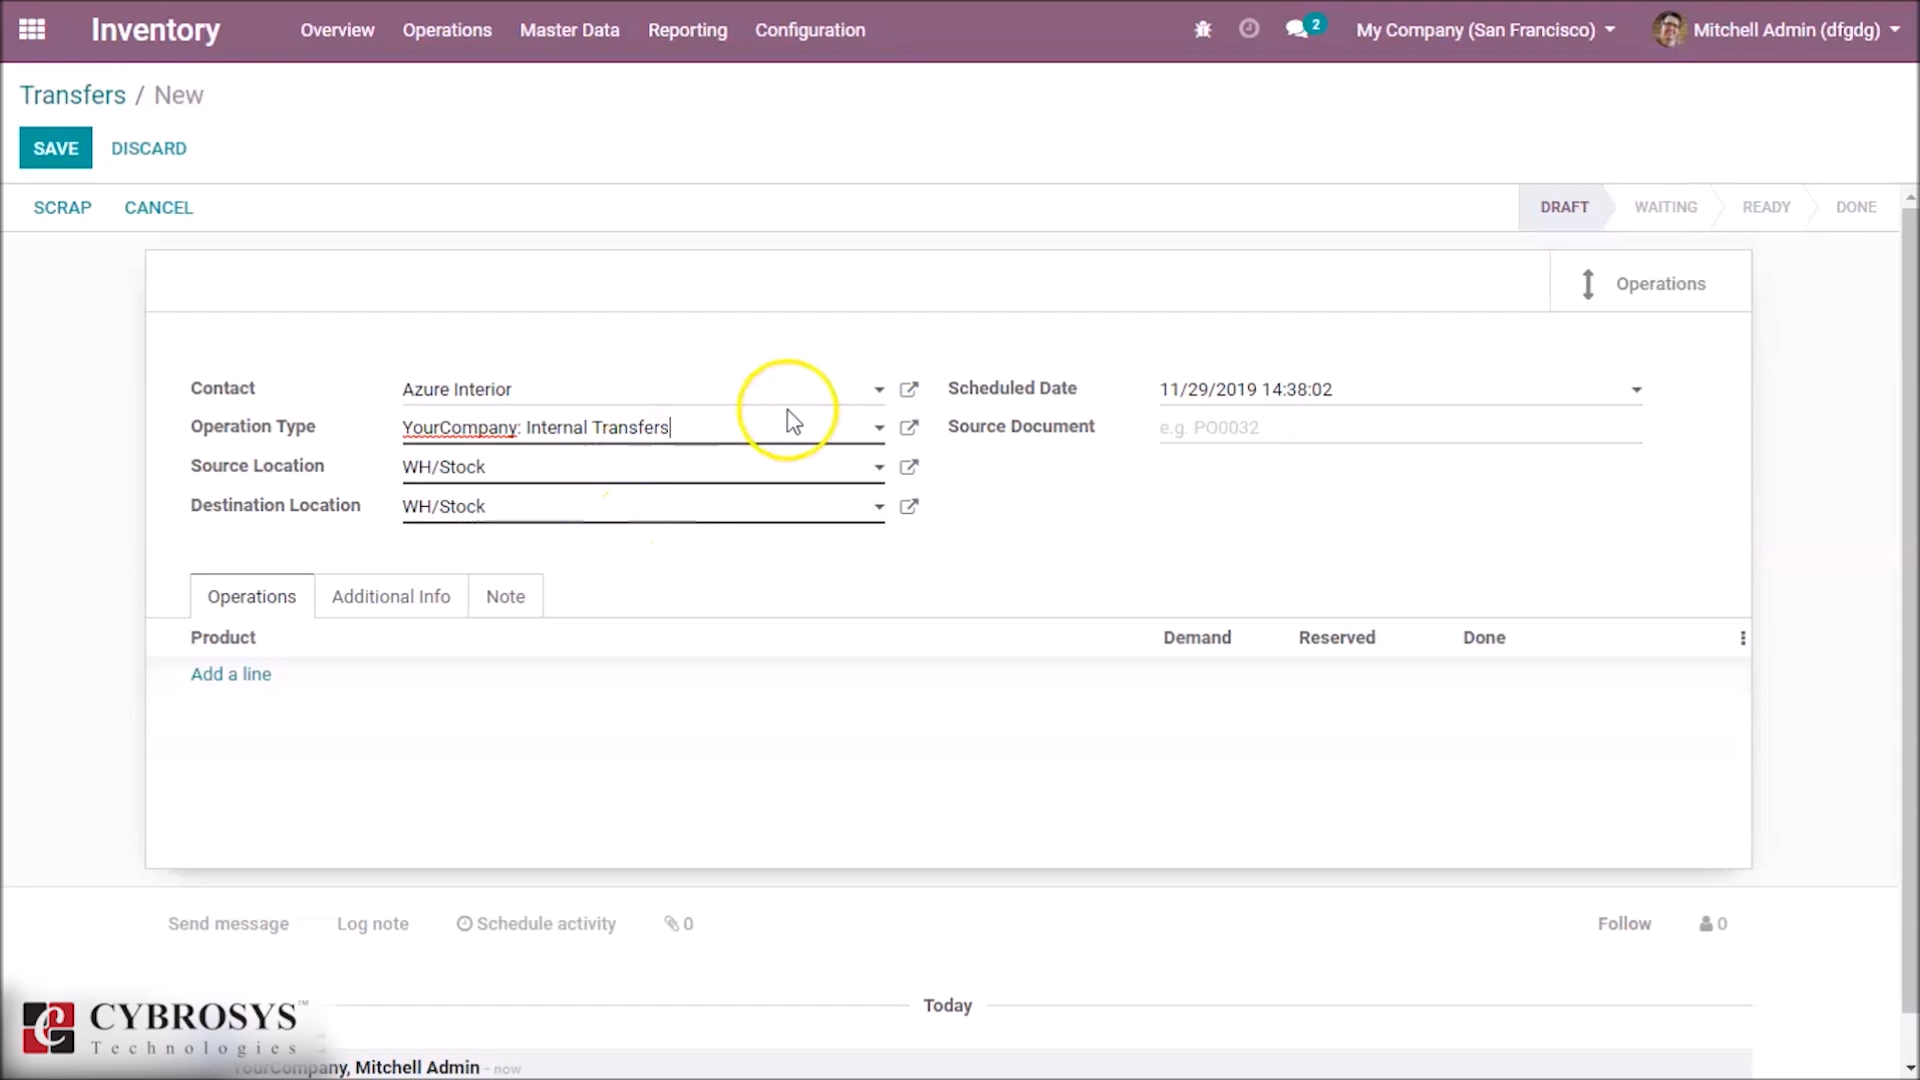 Inventory Overview Operations Master Data Reporting Configuration 2 My Company (San Francisco) Mitchell Admin (dfgdg)
Transfers / New
SAVE DISCARD
SCRAP CANCEL DRAFT WAITING READY DONE
Operations
Contact Azure Interior Scheduled Date 11/29/2019 14:38:02
Operation Type YourCompany: Internal Transfers Source Document e.g. PO0032
Source Location WH/Stock
Destination Location WH/Stock
Operations Additional Info Note
Product Demand Reserved Done
Add a line
Send message Log note Schedule activity 0 Follow 0
Today
CYBROSYS™
Technologies
YourCompany, Mitchell Admin - now